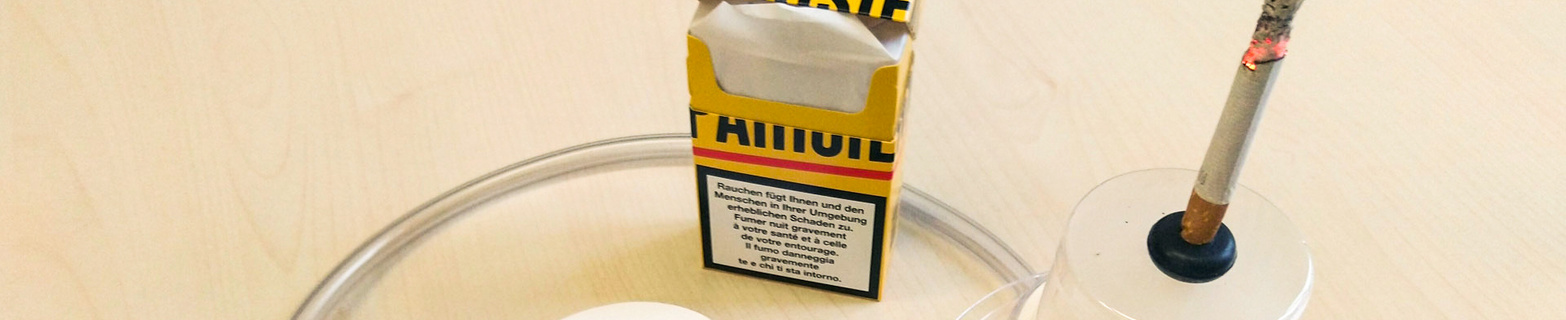 Rauchen fügt Ihnen und den
Menschen in Ihrer Umgebung
erheblichen Schaden zu.
Fumer nuit gravement
à votre santé et à celle
de votre entourage.
Il fumo danneggia
gravemente
te e chi ti sta intorno.